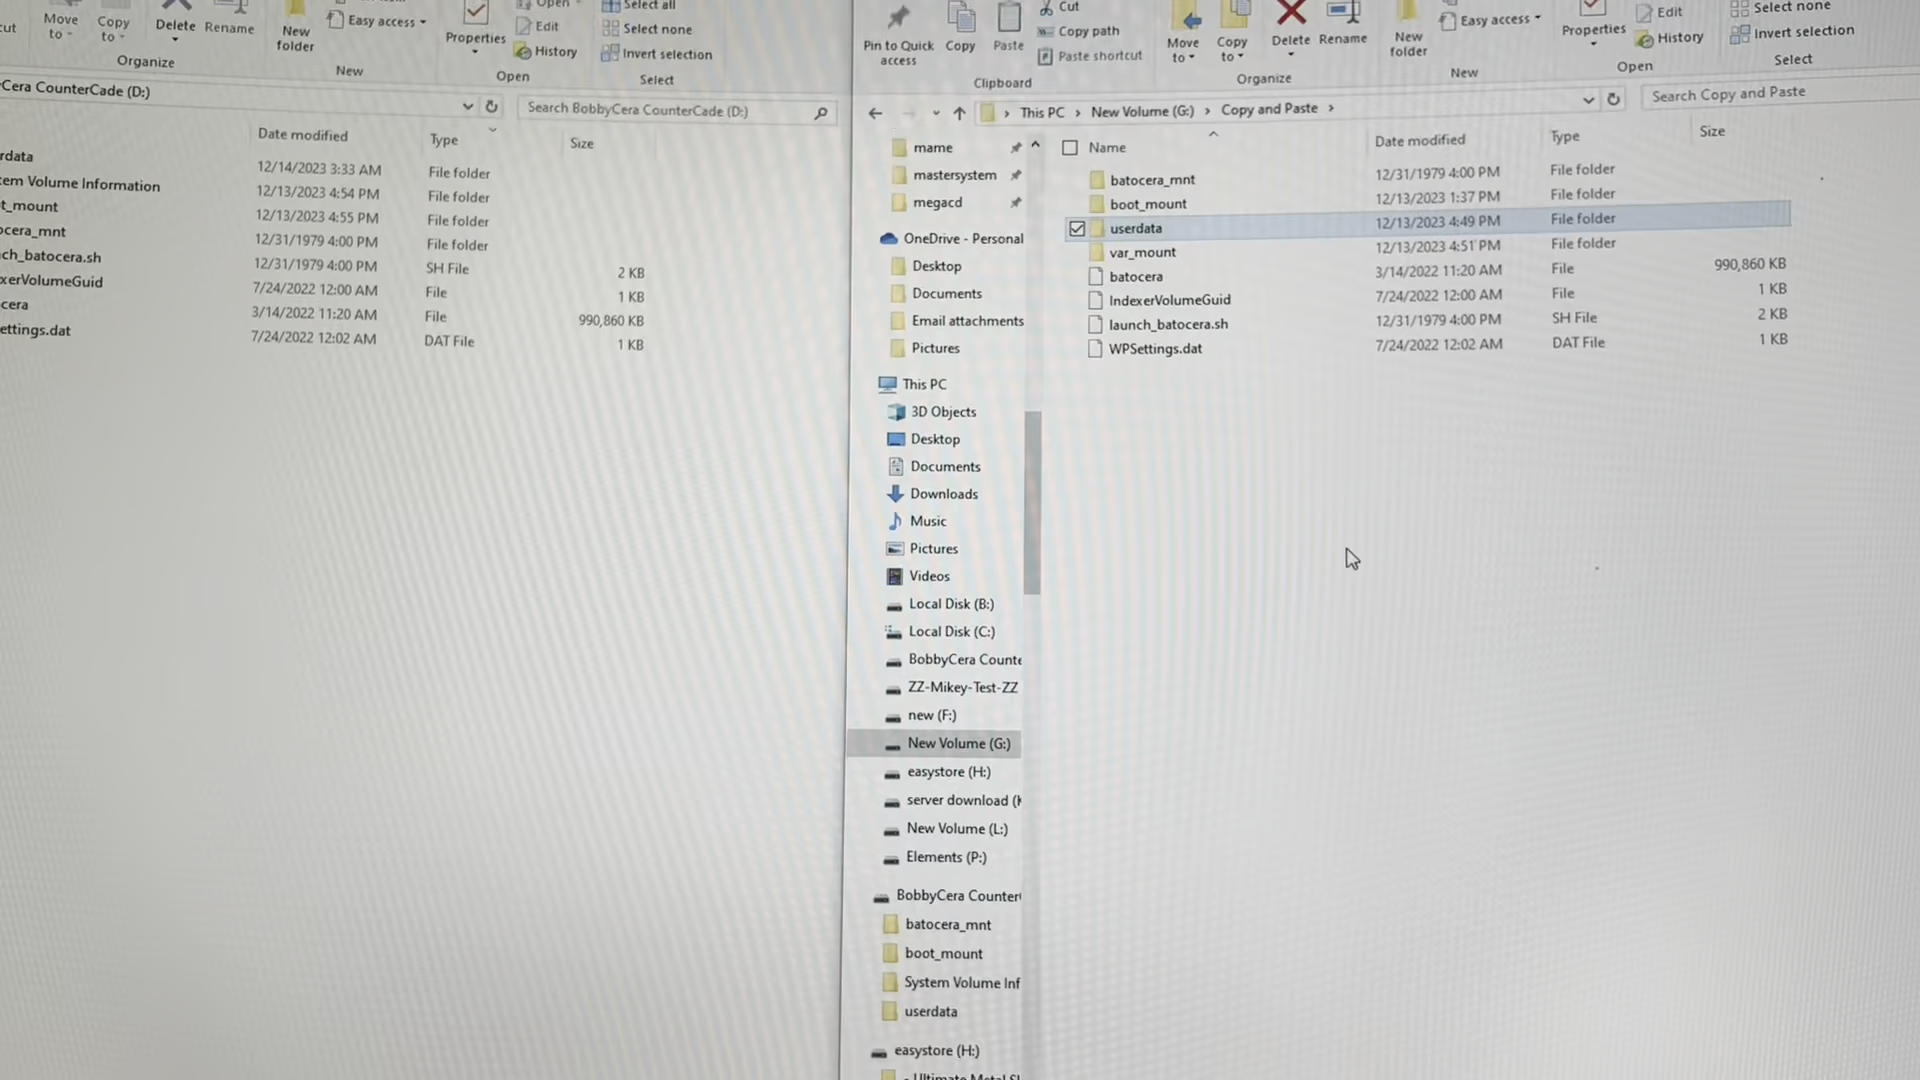 cut
Move
to
Copy
to
Delete
Rename
Organize
New
folder
Easy access
New
Properties
Open
Edit
History
Open
Select all
Select none
Invert selection
Select
Cera CounterCade (D:)
Search BobbyCera CounterCade (D:)
Date modified
Type
Size
rdata
12/14/2023 3:33 AM
File folder
tem Volume Information
12/13/2023 4:54 PM
File folder
t_mount
12/13/2023 4:55 PM
File folder
ocera_mnt
12/31/1979 4:00 PM
File folder
ch_batocera.sh
12/31/1979 4:00 PM
SH File
2 KB
xerVolumeGuid
7/24/2022 12:00 AM
File
1 KB
cera
3/14/2022 11:20 AM
File
990,860 KB
ettings.dat
7/24/2022 12:02 AM
DAT File
1 KB
Pin to Quick
access
Copy
Paste
Cut
Copy path
Paste shortcut
Clipboard
Move
to
Copy
to
Delete
Rename
Organize
New
folder
Easy access
New
Properties
Edit
History
Open
Select none
Invert selection
Select
This PC > New Volume (G:) > Copy and Paste >
Search Copy and Paste
Name
Date modified
Type
Size
batocera_mnt
12/31/1979 4:00 PM
File folder
boot_mount
12/13/2023 1:37 PM
File folder
userdata
12/13/2023 4:49 PM
File folder
var_mount
12/13/2023 4:51 PM
File folder
batocera
3/14/2022 11:20 AM
File
990,860 KB
IndexerVolumeGuid
7/24/2022 12:00 AM
File
1 KB
launch_batocera.sh
12/31/1979 4:00 PM
SH File
2 KB
WPSettings.dat
7/24/2022 12:02 AM
DAT File
1 KB
mame
mastersystem
megacd
OneDrive - Personal
Desktop
Documents
Email attachments
Pictures
This PC
3D Objects
Desktop
Documents
Downloads
Music
Pictures
Videos
Local Disk (B:)
Local Disk (C:)
BobbyCera Counte
ZZ-Mikey-Test-ZZ
new (F:)
New Volume (G:)
easystore (H:)
server download (
New Volume (L:)
Elements (P:)
BobbyCera Counter
batocera_mnt
boot_mount
System Volume Inf
userdata
easystore (H:)
- Ultimate Metal Sl